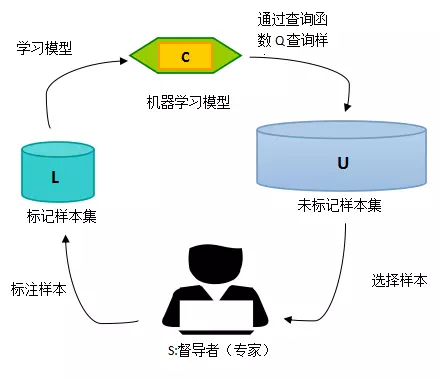 学习模型
C
通过查询函
数 Q 查询样
机器学习模型
L
U
标记样本集
未标记样本集
标注样本
选择样本
S:督导者（专家）